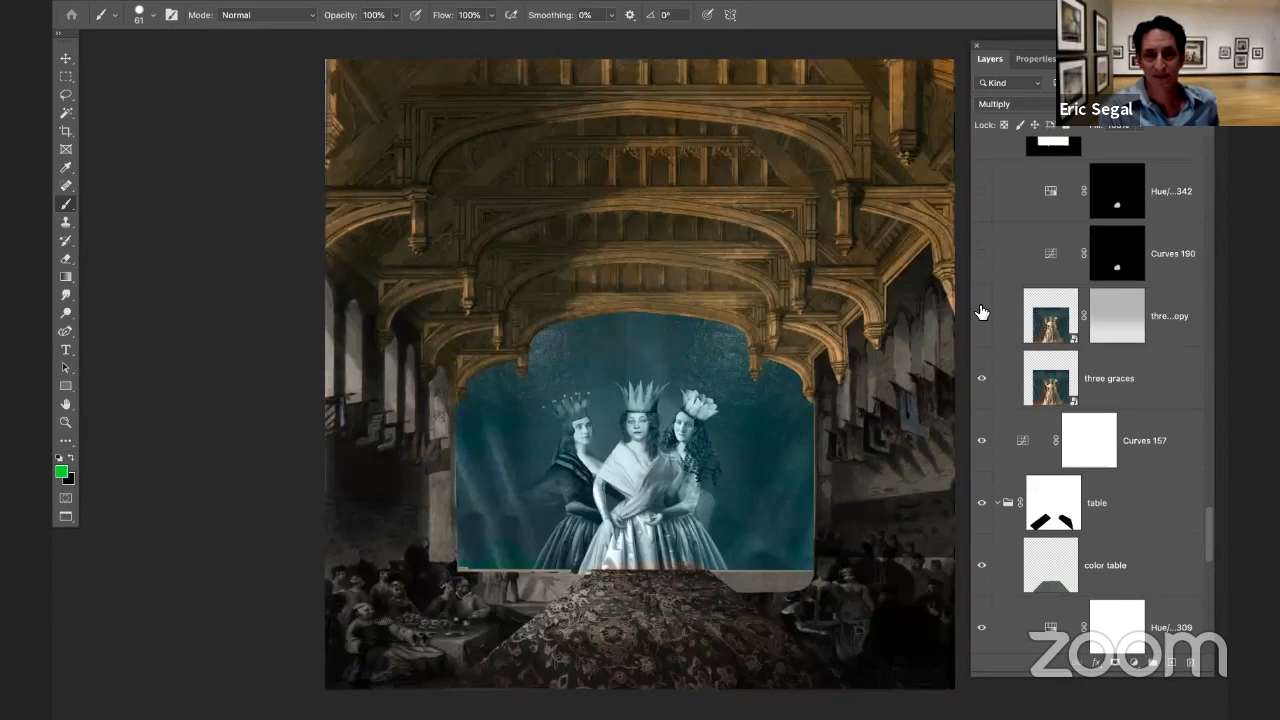 61 Mode: Normal Opacity: 100% Flow: 100% Smoothing: 0% 0°
Layers Properties
Kind
Multiply
Eric Segal
Lock:
Hue/...342
Curves 190
thre...opy
three graces
Curves 157
table
color table
Hue/...309
zoom